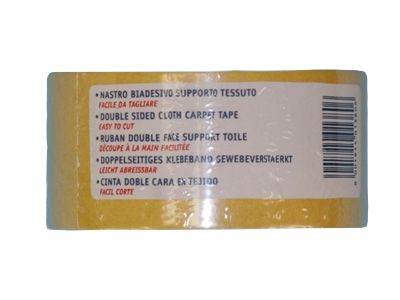 • NASTRO BIADESIVO SUPPORTO TESSUTO
FACILE DA TAGLIARE
• DOUBLE SIDED CLOTH CARPET TAPE
EASY TO CUT
• RUBAN DOUBLE FACE SUPPORT TOILE
DÉCOUPE À LA MAIN FACILITÉE
• DOPPELSEITIGES KLEBEBAND GEWEBEVERSTAERKT
LEICHT ABREISSBAR
• CINTA DOBLE CARA EN TEJIDO
FACIL CORTE